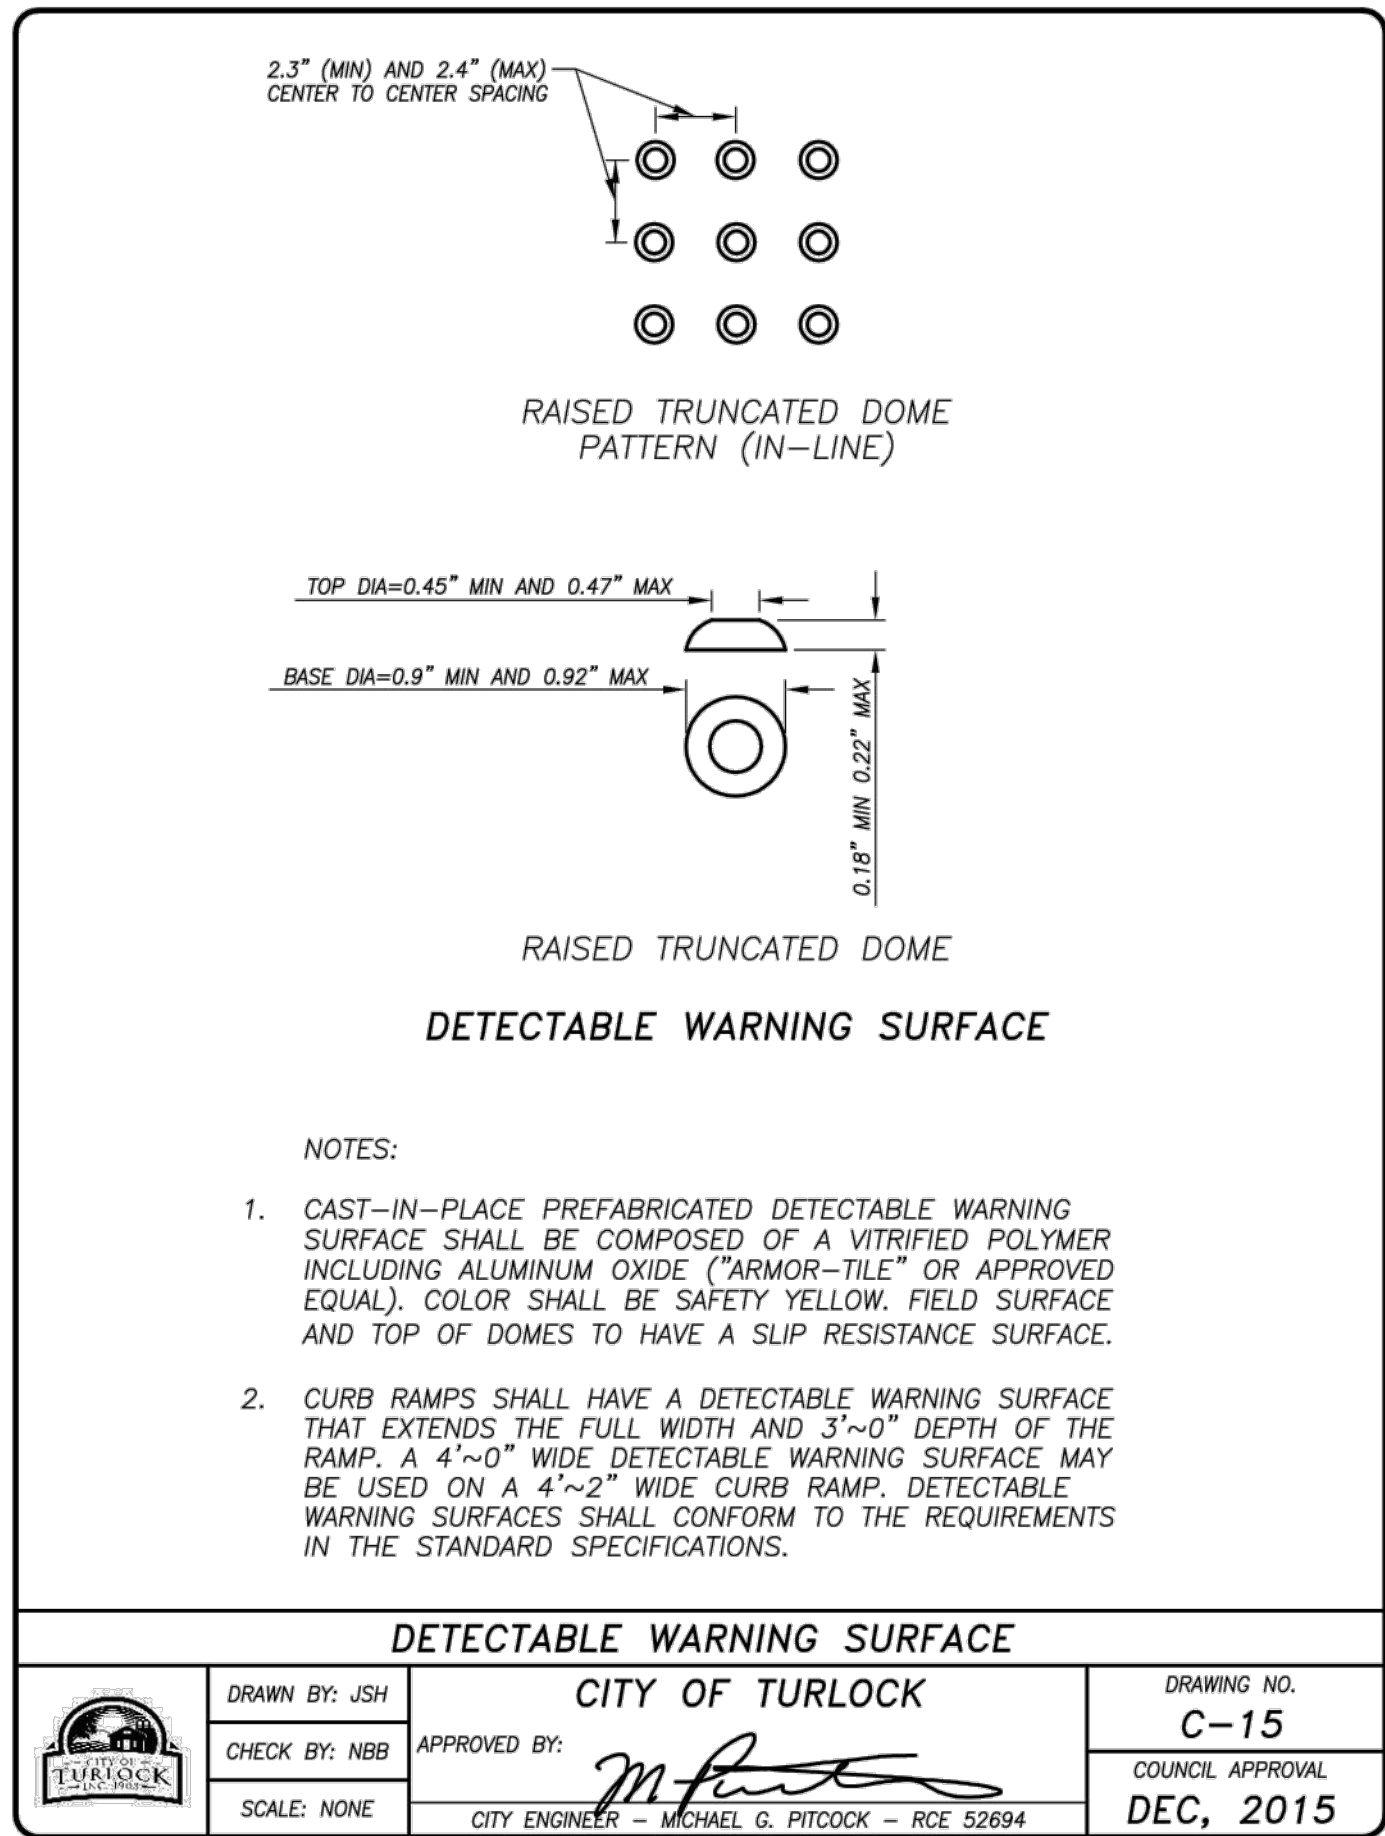 2.3" (MIN) AND 2.4" (MAX)
CENTER TO CENTER SPACING
RAISED TRUNCATED DOME
PATTERN (IN-LINE)
TOP DIA=0.45" MIN AND 0.47" MAX
BASE DIA=0.9" MIN AND 0.92" MAX
0.18" MIN 0.22" MAX
RAISED TRUNCATED DOME
DETECTABLE WARNING SURFACE
NOTES:
1. CAST-IN-PLACE PREFABRICATED DETECTABLE WARNING
SURFACE SHALL BE COMPOSED OF A VITRIFIED POLYMER
INCLUDING ALUMINUM OXIDE ("ARMOR-TILE" OR APPROVED
EQUAL). COLOR SHALL BE SAFETY YELLOW. FIELD SURFACE
AND TOP OF DOMES TO HAVE A SLIP RESISTANCE SURFACE.
2. CURB RAMPS SHALL HAVE A DETECTABLE WARNING SURFACE
THAT EXTENDS THE FULL WIDTH AND 3'~0" DEPTH OF THE
RAMP. A 4'~0" WIDE DETECTABLE WARNING SURFACE MAY
BE USED ON A 4'~2" WIDE CURB RAMP. DETECTABLE
WARNING SURFACES SHALL CONFORM TO THE REQUIREMENTS
IN THE STANDARD SPECIFICATIONS.
DETECTABLE WARNING SURFACE
CITY OF
TURLOCK
INC. 1908
DRAWN BY: JSH
CHECK BY: NBB
SCALE: NONE
CITY OF TURLOCK
APPROVED BY:
CITY ENGINEER - MICHAEL G. PITCOCK - RCE 52694
DRAWING NO.
C-15
COUNCIL APPROVAL
DEC, 2015